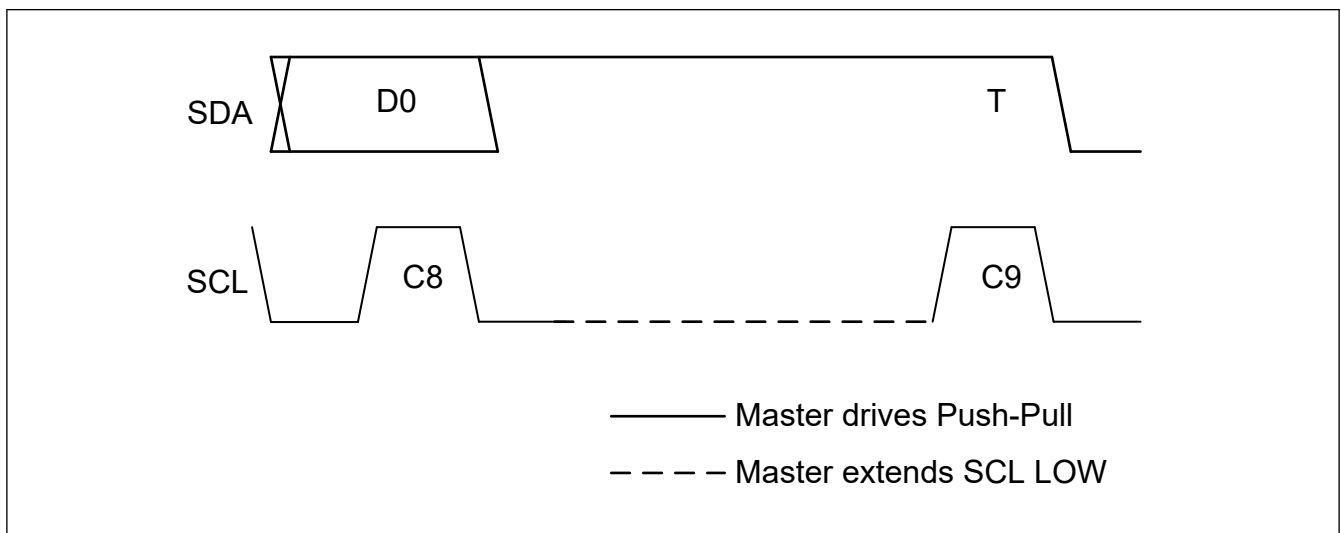 SDA
D0
T
SCL
C8
C9
Master drives Push-Pull
Master extends SCL LOW